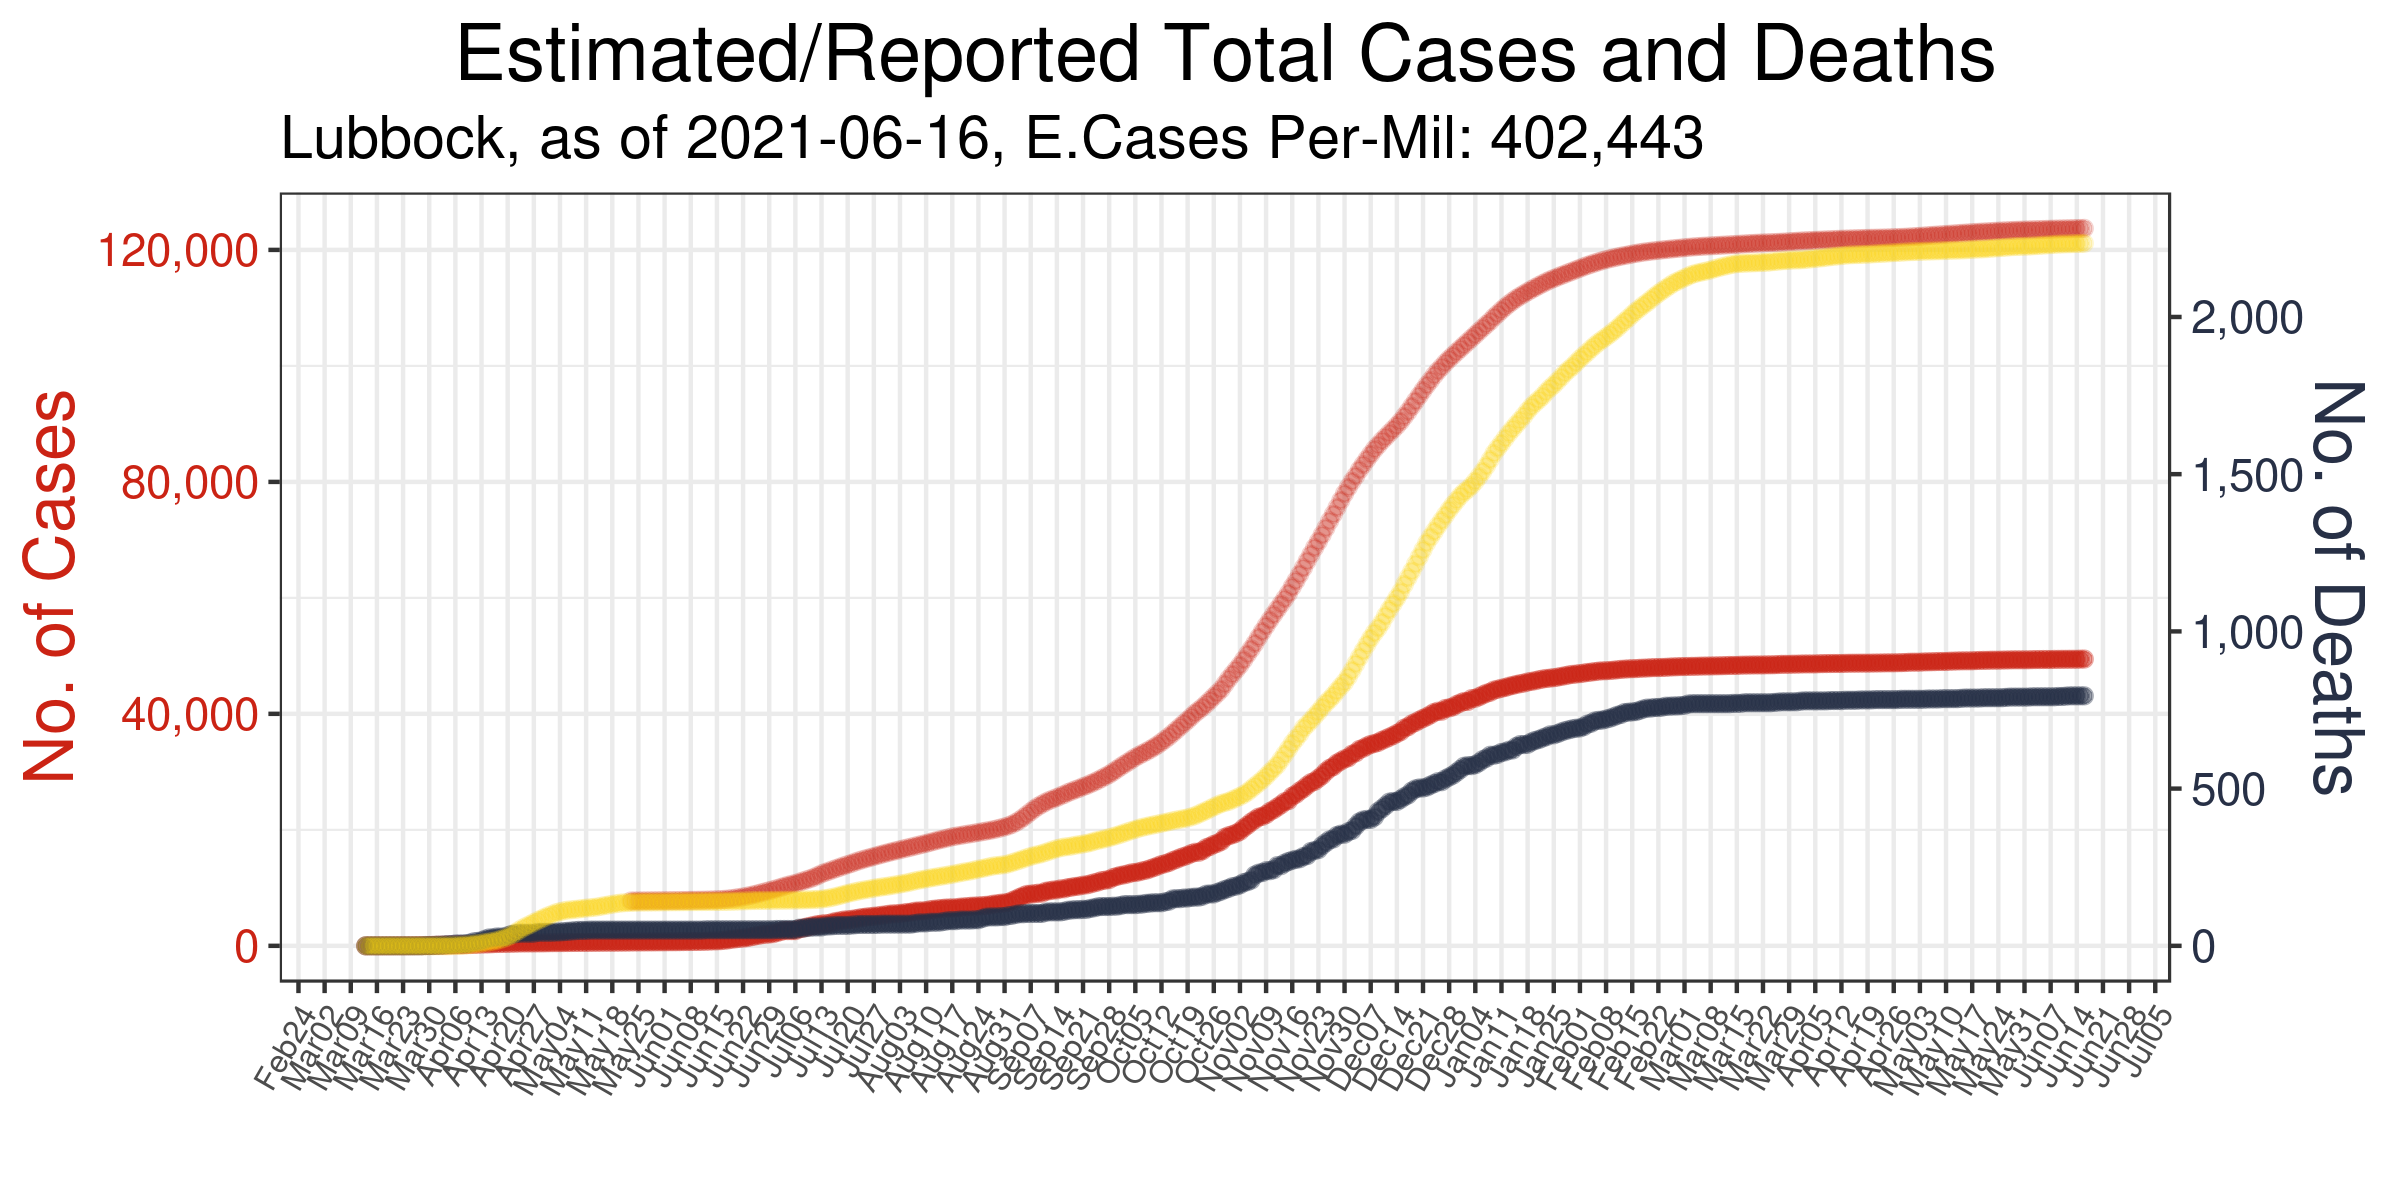 Estimated/Reported Total Cases and Deaths
Lubbock, as of 2021-06-16, E.Cases Per-Mil: 402,443
No. of Cases
120,000
80,000
40,000
0
2,000
1,500
1,000
500
0
No. of Deaths
Feb24
Mar02
Mar09
Mar16
Mar23
Mar30
Apr06
Apr13
Apr20
Apr27
May04
May11
May18
May25
Jun01
Jun08
Jun15
Jun22
Jun29
Jul06
Jul13
Jul20
Jul27
Aug03
Aug10
Aug17
Aug24
Aug31
Sep07
Sep14
Sep21
Sep28
Oct05
Oct12
Oct19
Oct26
Nov02
Nov09
Nov16
Nov23
Nov30
Dec07
Dec14
Dec21
Dec28
Jan04
Jan11
Jan18
Jan25
Feb01
Feb08
Feb15
Feb22
Mar01
Mar08
Mar15
Mar22
Mar29
Apr05
Apr12
Apr19
Apr26
May03
May10
May17
May24
May31
Jun07
Jun14
Jun21
Jun28
Jul05